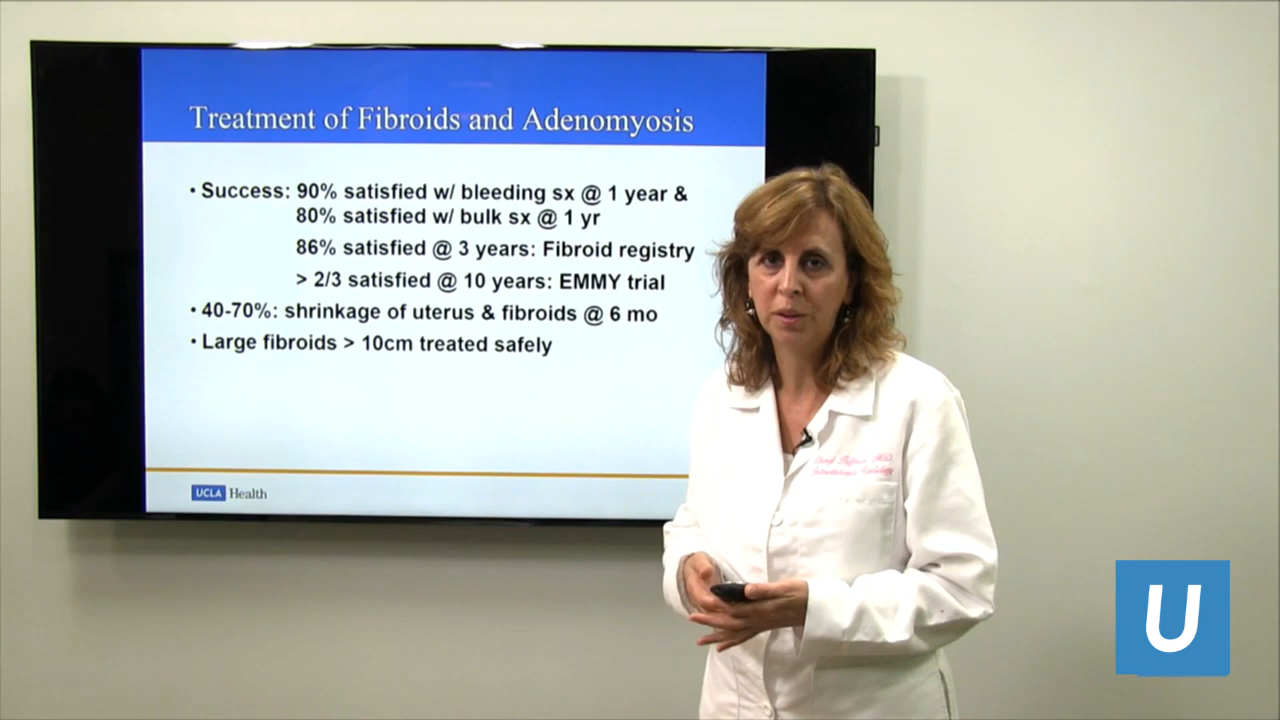 Treatment of Fibroids and Adenomyosis
• Success: 90% satisfied w/ bleeding sx @ 1 year &
80% satisfied w/ bulk sx @ 1 yr
86% satisfied @ 3 years: Fibroid registry
> 2/3 satisfied @ 10 years: EMMY trial
• 40-70%: shrinkage of uterus & fibroids @ 6 mo
• Large fibroids > 10cm treated safely
UCLA Health
M.D.
Radiology
U